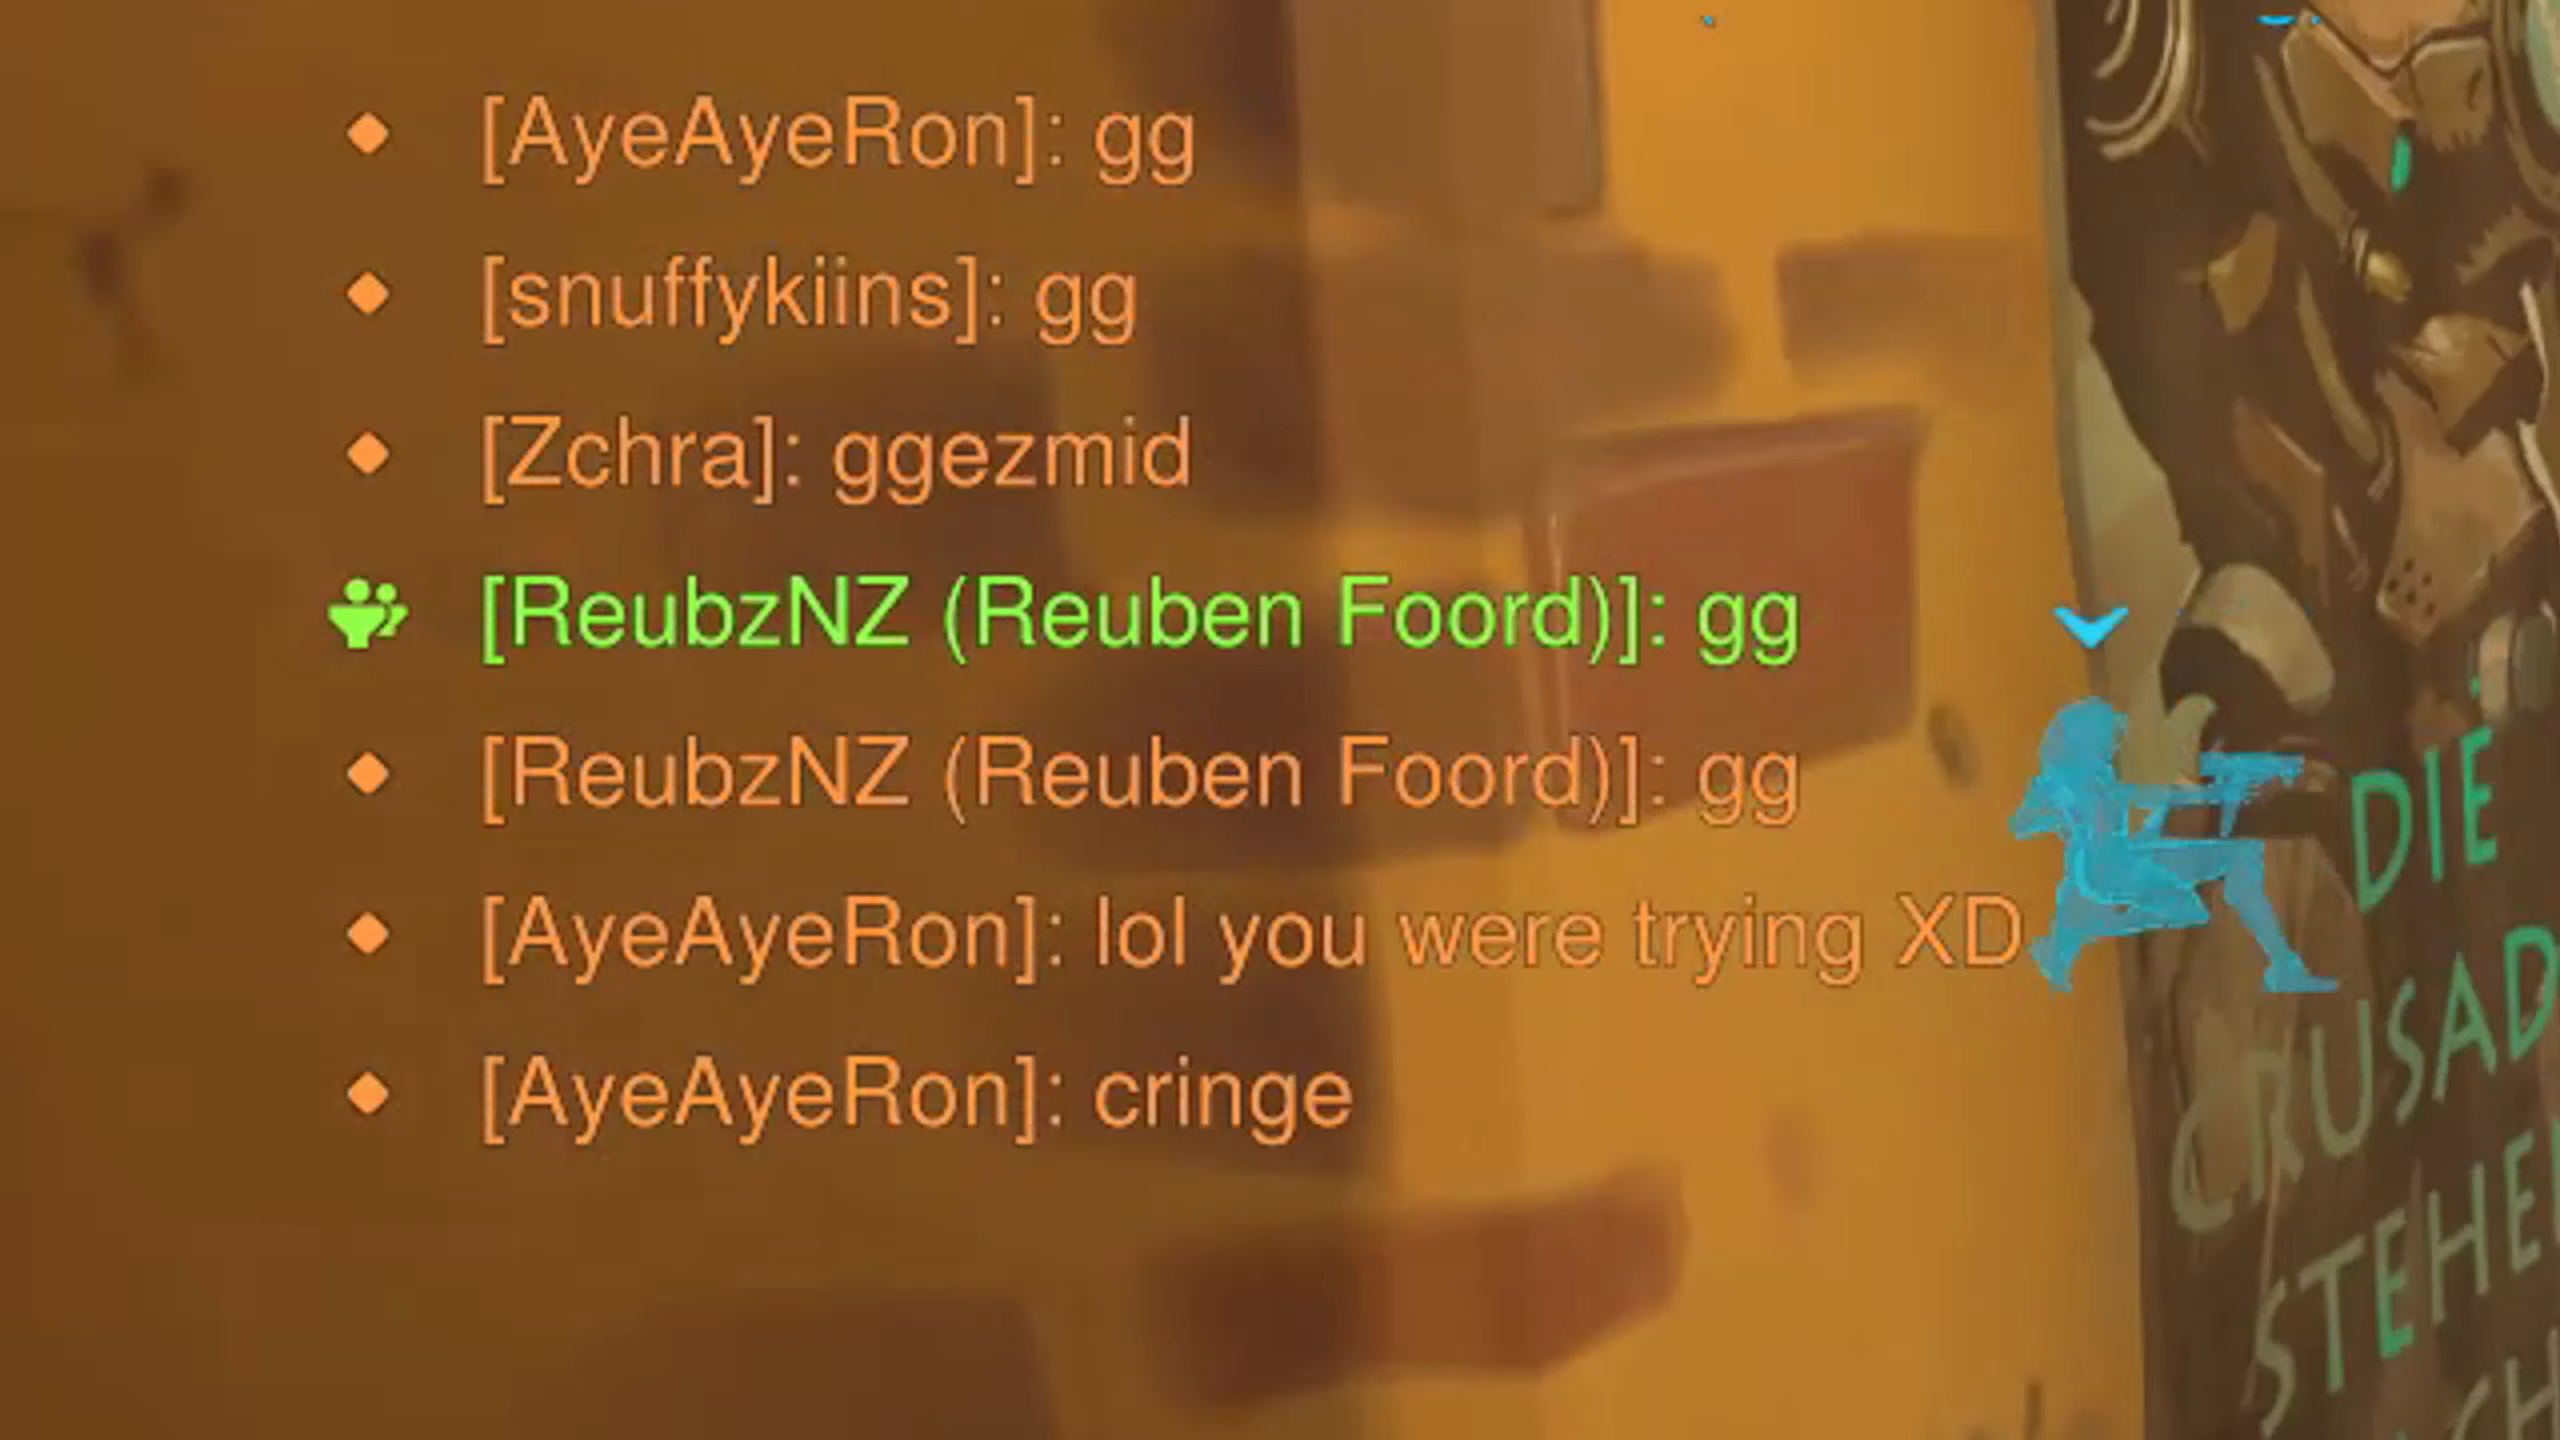 [AyeAyeRon]: gg
[snuffykiins]: gg
[Zchra]: ggezmid
[ReubzNZ (Reuben Foord)]: gg
[ReubzNZ (Reuben Foord)]: gg
[AyeAyeRon]: lol you were trying XD
[AyeAyeRon]: cringe
DIE
CRUSAD
STEHE
CH